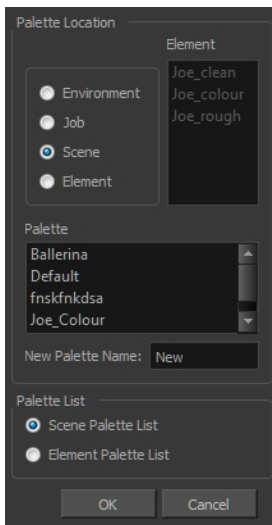 Palette Location
Element
Environment
Job
Scene
Element
Joe_clean
Joe_colour
Joe_rough
Palette
Ballerina
Default
fnskfnkdsa
Joe_Colour
New Palette Name: New
Palette List
Scene Palette List
Element Palette List
OK Cancel